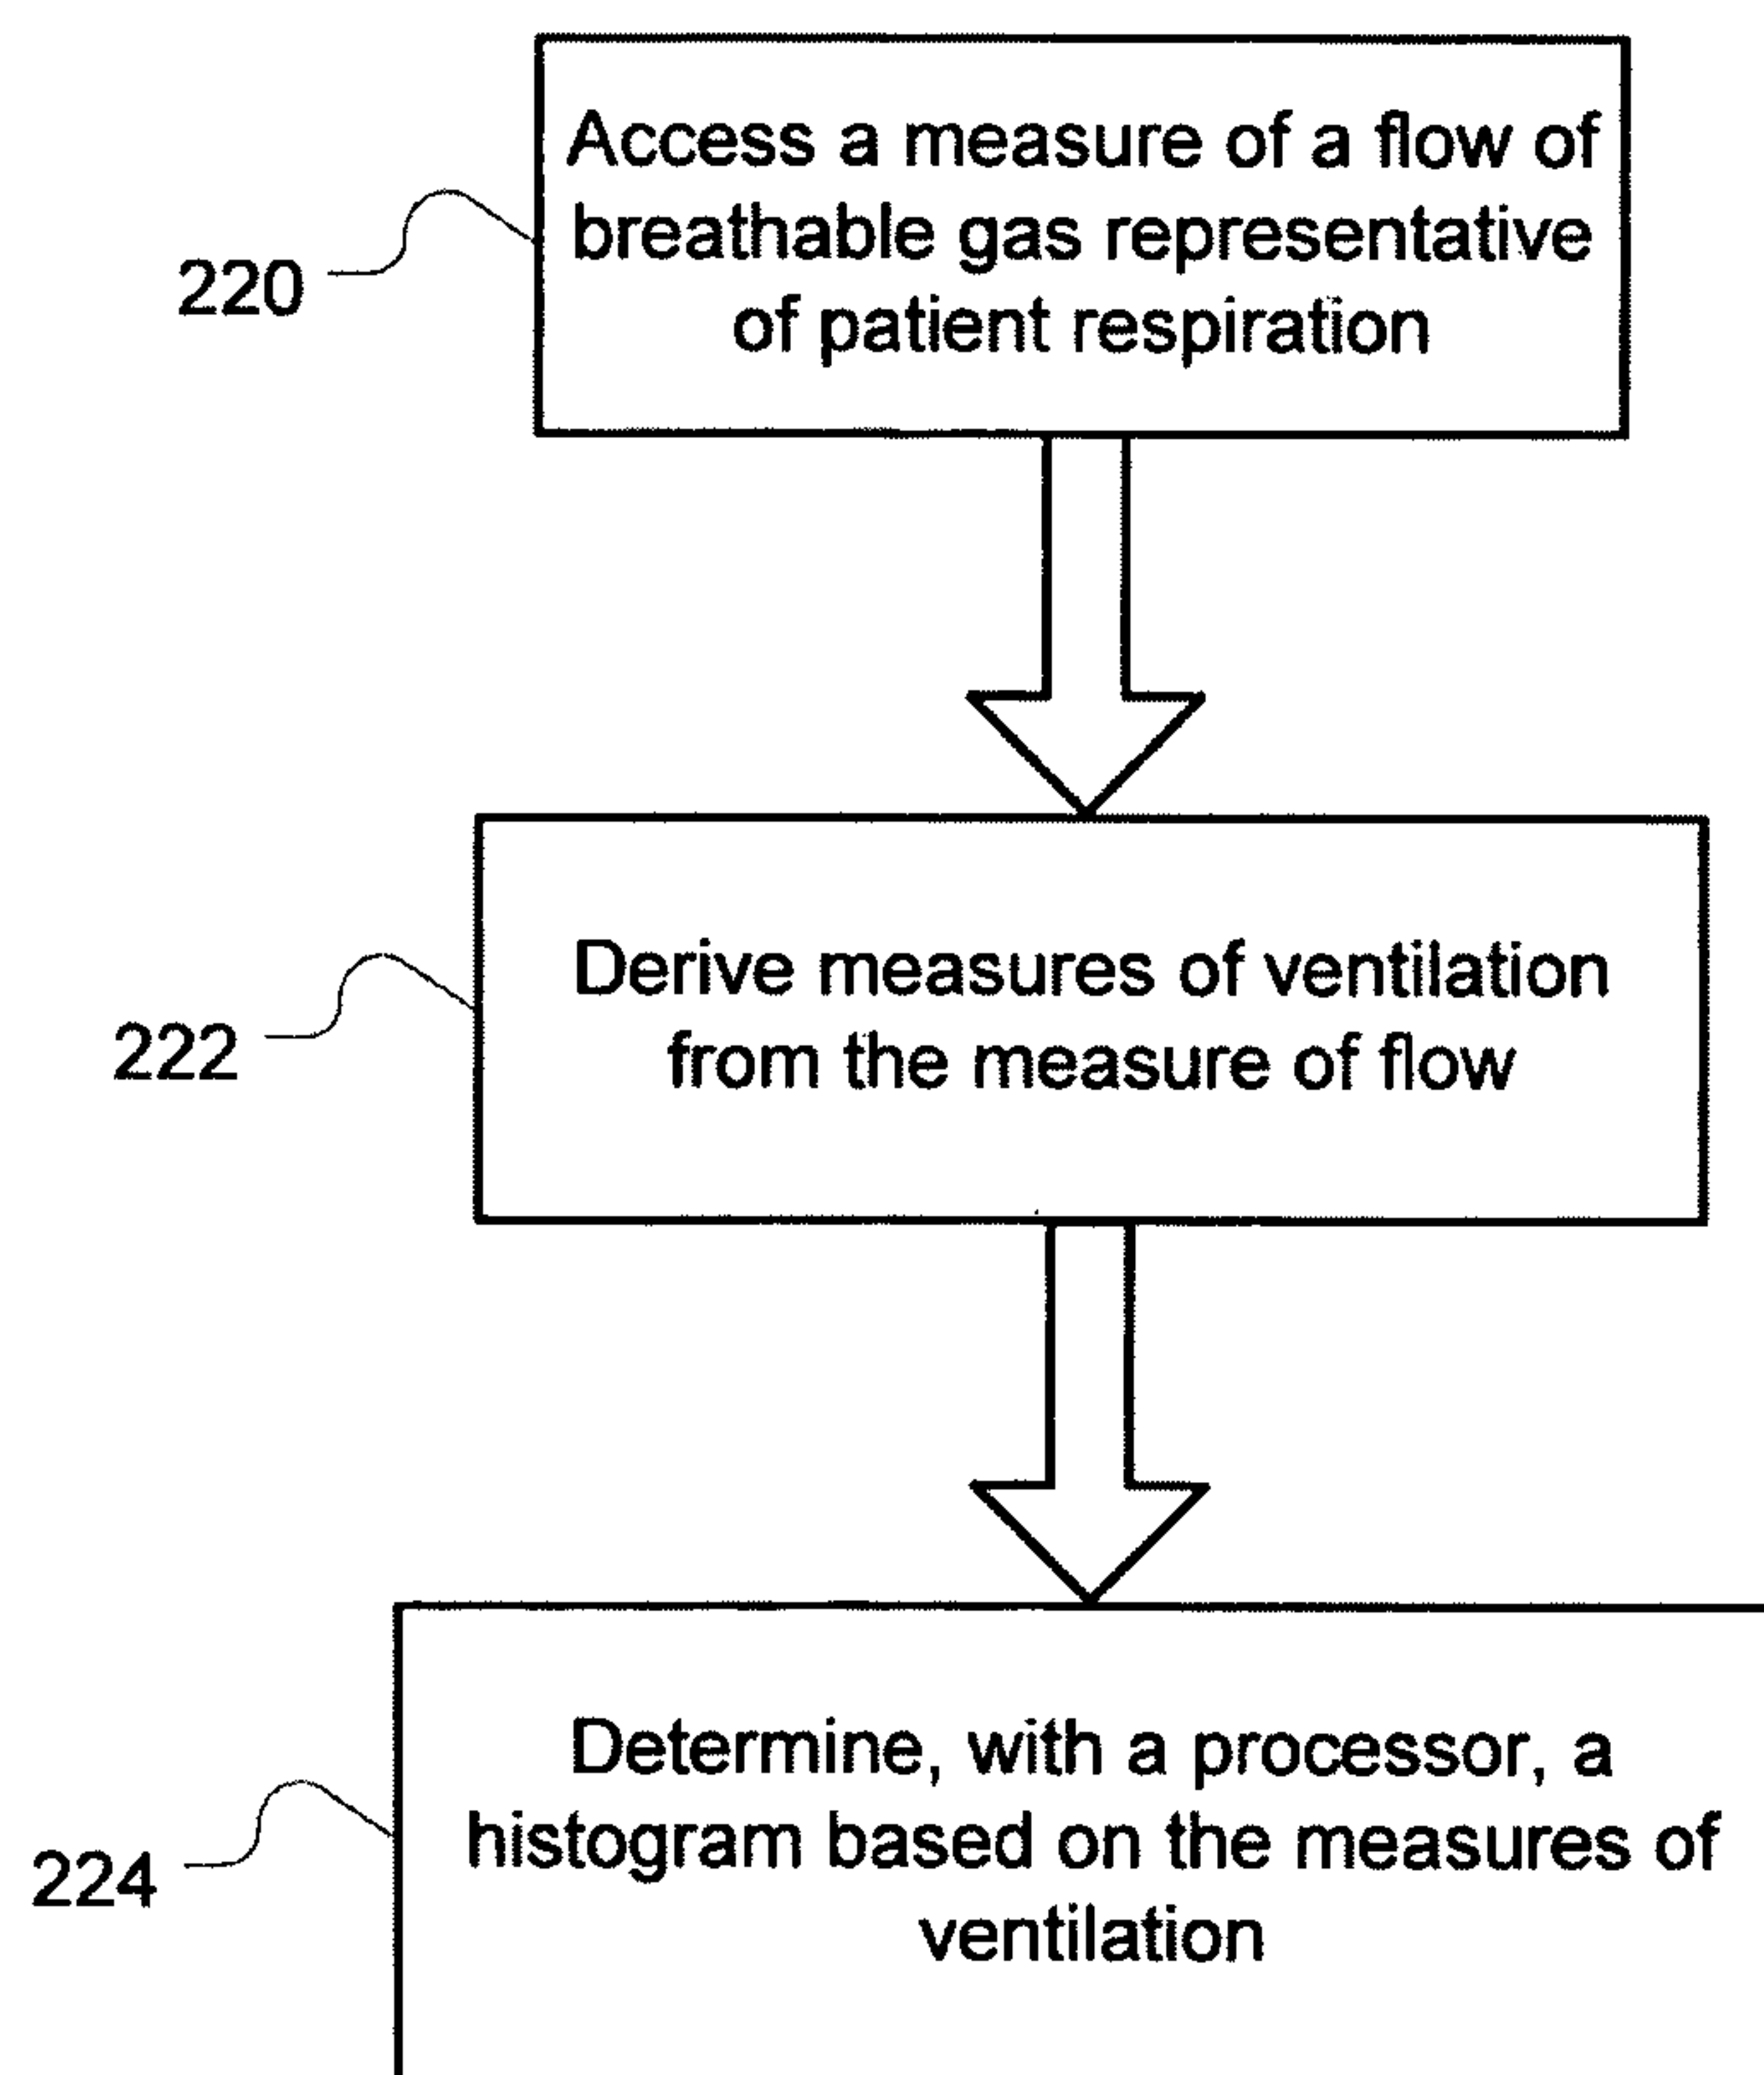 Access a measure of a flow of
breathable gas representative
of patient respiration
220
Derive measures of ventilation
from the measure of flow
222
Determine, with a processor, a
histogram based on the measures of
ventilation
224